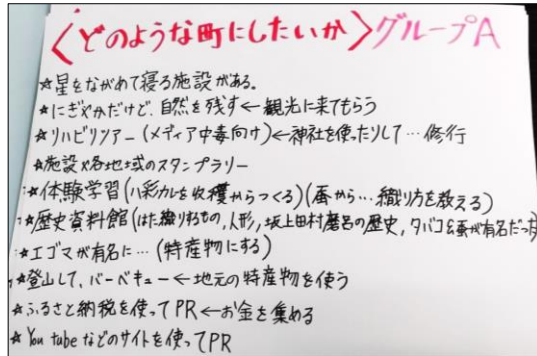 〈どのような町にしたいか〉グループA
☆星をながめて寝る施設がある。
☆にぎやかだけど、自然を残す←観光に来てもらう
☆リハビリツアー(メディア中毒向け)←神社を使ったりして…修行
☆施設×各地域のスタンプラリー
☆体験学習(八彩カレを収穫からつくる)(蚕から…織り方を教える)
☆歴史資料館(はた織りするもの,人形,坂上田村麿呂の歴史,タバコ&蚕が有名だった
☆エゴマが有名に…(特産物にする)
☆登山して、バーベキュー←地元の特産物を使う
☆ふるさと納税を使ってPR←お金を集める
☆You tubeなどのサイトを使ってPR